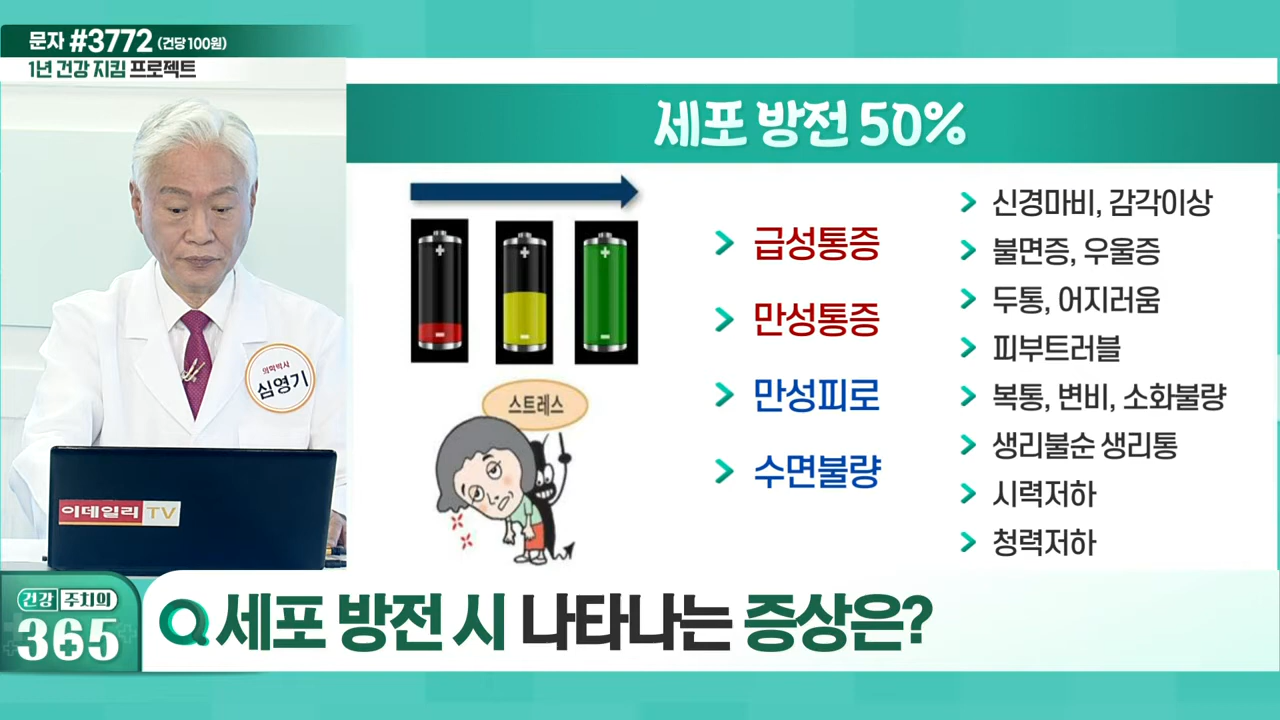 문자 #3772 (건당 100원)
1년 건강 지킴 프로젝트
세포 방전 50%
스트레스
급성통증
만성통증
만성피로
수면불량
신경마비, 감각이상
불면증, 우울증
두통, 어지러움
피부트러블
복통, 변비, 소화불량
생리불순 생리통
시력저하
청력저하
의학박사
심영기
이데일리 TV
건강 주치의
365
Q 세포 방전 시 나타나는 증상은?